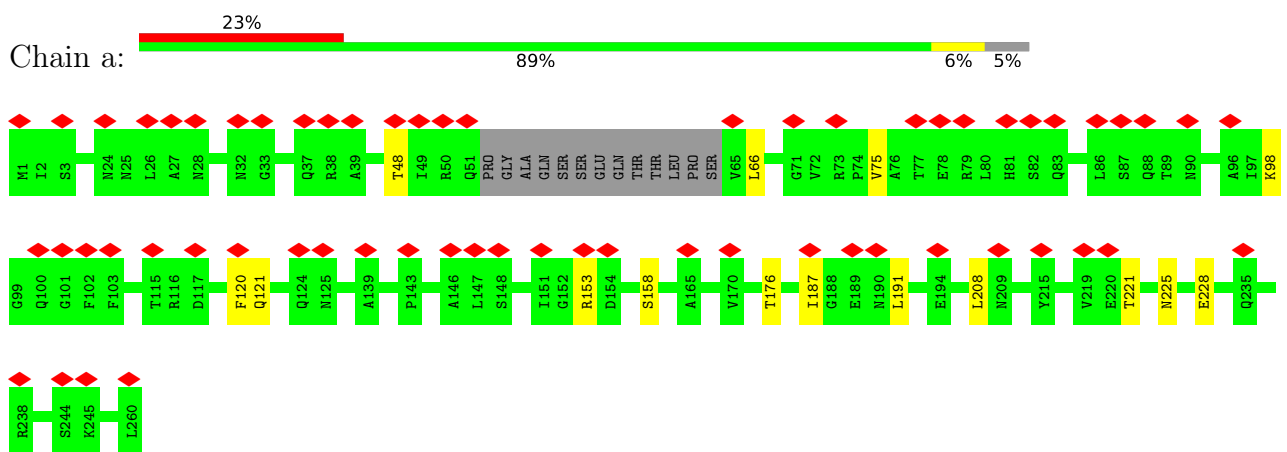 23%
Chain a:
89% 6% 5%
M1 I2 S3 N24 N25 L26 A27 N28 N32 G33 Q37 R38 A39 T48 I49 R50 Q51 PRO GLY ALA GLN SER SER GLU GLN THR THR LEU PRO SER V65 L66 G71 V72 R73 P74 V75 A76 T77 E78 R79 L80 H81 S82 Q83 L86 S87 Q88 T89 N90 A96 I97 K98
G99 Q100 G101 F102 F103 T115 R116 D117 F120 Q121 Q124 N125 A139 P143 A146 L147 S148 I151 G152 R153 D154 S158 A165 V170 T176 I187 G188 E189 N190 L191 E194 L208 N209 Y215 V219 E220 T221 N225 E228 Q235
R238 S244 K245 L260